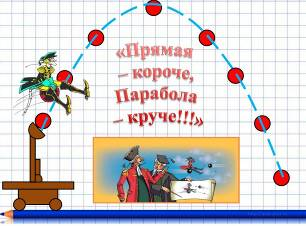 «Прямая
– короче,
Парабола
– круче!!!»